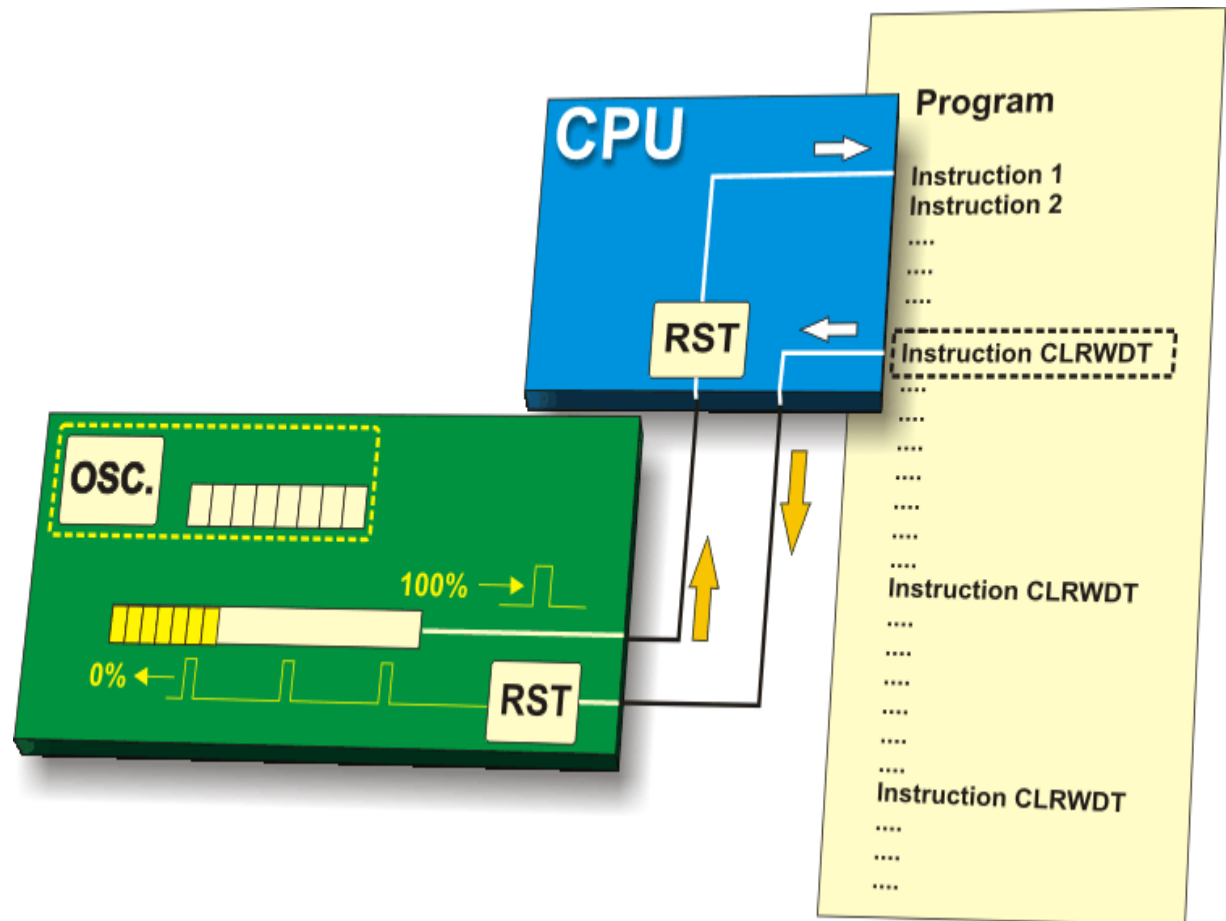 CPU
RST
OSC.
100%
0%
RST
Program
Instruction 1
Instruction 2
....
....
....
Instruction CLRWDT
....
....
....
....
....
....
....
Instruction CLRWDT
....
....
....
....
....
....
Instruction CLRWDT
....
....
....